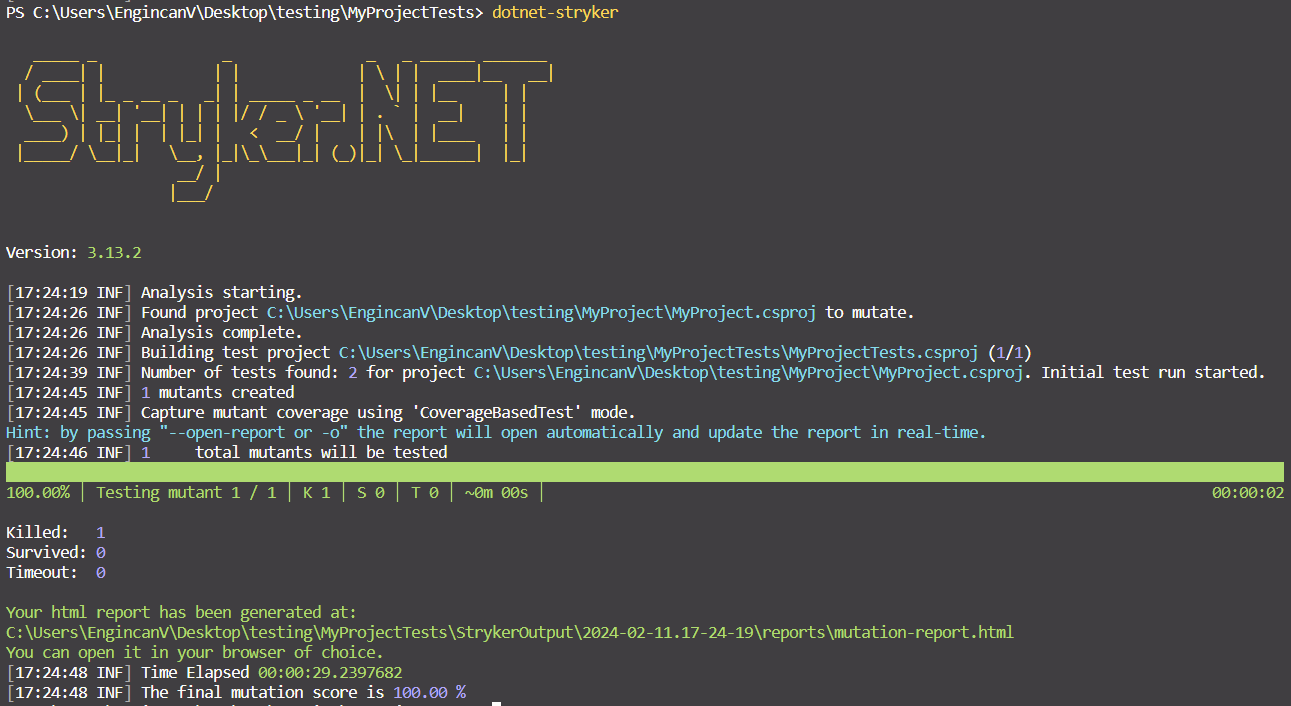 PS C:\Users\EngincanV\Desktop\testing\MyProjectTests> dotnet-stryker
Stryker.NET
Version: 3.13.2
[17:24:19 INF] Analysis starting.
[17:24:26 INF] Found project C:\Users\EngincanV\Desktop\testing\MyProject\MyProject.csproj to mutate.
[17:24:26 INF] Analysis complete.
[17:24:26 INF] Building test project C:\Users\EngincanV\Desktop\testing\MyProjectTests\MyProjectTests.csproj (1/1)
[17:24:39 INF] Number of tests found: 2 for project C:\Users\EngincanV\Desktop\testing\MyProject\MyProject.csproj. Initial test run started.
[17:24:45 INF] 1 mutants created
[17:24:45 INF] Capture mutant coverage using 'CoverageBasedTest' mode.
Hint: by passing "--open-report or -o" the report will open automatically and update the report in real-time.
[17:24:46 INF] 1     total mutants will be tested
100.00% │ Testing mutant 1 / 1 │ K 1 │ S 0 │ T 0 │ ~0m 00s │ 00:00:02
Killed:   1
Survived: 0
Timeout:  0
Your html report has been generated at:
C:\Users\EngincanV\Desktop\testing\MyProjectTests\StrykerOutput\2024-02-11.17-24-19\reports\mutation-report.html
You can open it in your browser of choice.
[17:24:48 INF] Time Elapsed 00:00:29.2397682
[17:24:48 INF] The final mutation score is 100.00 %